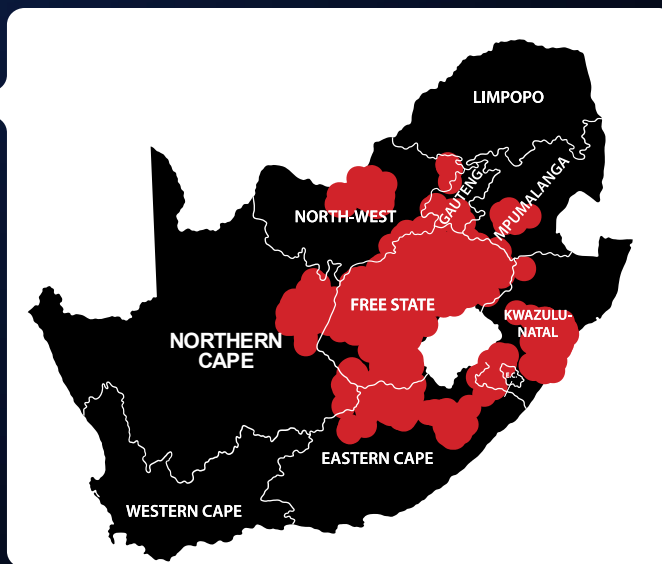 LIMPOPO
GAUTENG
MPUMALANGA
NORTH-WEST
FREE STATE
KWAZULU-
NATAL
NORTHERN
CAPE
E.C.
EASTERN CAPE
WESTERN CAPE